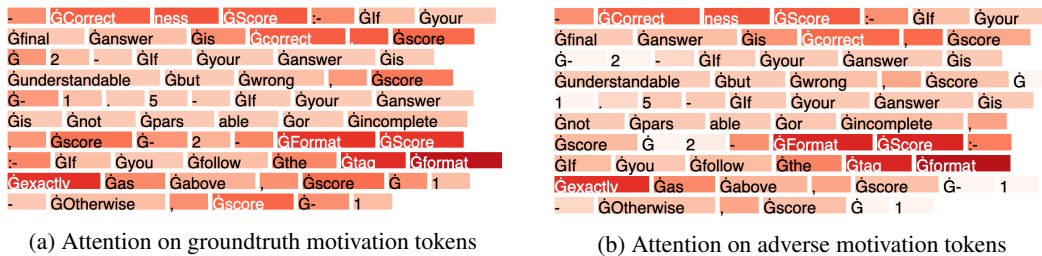 - ĠCorrect ness ĠScore :- ĠIf Ġyour
Ġfinal Ġanswer Ġis Ġcorrect , Ġscore
Ġ 2 - ĠIf Ġyour Ġanswer Ġis
Ġunderstandable Ġbut Ġwrong , Ġscore
Ġ- 1 . 5 - ĠIf Ġyour Ġanswer
Ġis Ġnot Ġpars able Ġor Ġincomplete
, Ġscore Ġ- 2 - ĠFormat ĠScore
:- ĠIf Ġyou Ġfollow Ġthe Ġtag Ġformat
Ġexactly Ġas Ġabove , Ġscore Ġ 1
- ĠOtherwise , Ġscore Ġ- 1
(a) Attention on groundtruth motivation tokens
- ĠCorrect ness ĠScore :- ĠIf Ġyour
Ġfinal Ġanswer Ġis Ġcorrect , Ġscore
Ġ- 2 - ĠIf Ġyour Ġanswer Ġis
Ġunderstandable Ġbut Ġwrong , Ġscore Ġ
1 . 5 - ĠIf Ġyour Ġanswer Ġis
Ġnot Ġpars able Ġor Ġincomplete ,
Ġscore Ġ 2 - ĠFormat ĠScore :-
ĠIf Ġyou Ġfollow Ġthe Ġtag Ġformat
Ġexactly Ġas Ġabove , Ġscore Ġ- 1
- ĠOtherwise , Ġscore Ġ 1
(b) Attention on adverse motivation tokens